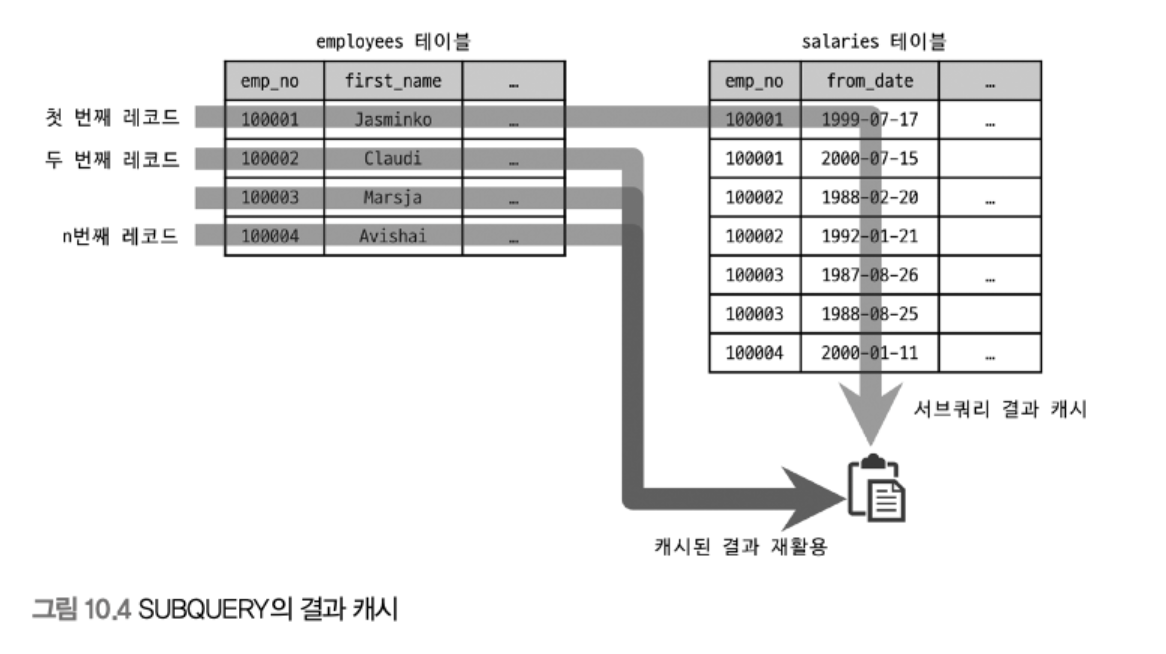 employees 테이블
emp_no first_name …
첫 번째 레코드 100001 Jasminko …
두 번째 레코드 100002 Claudi …
100003 Marsja …
n번째 레코드 100004 Avishai …
salaries 테이블
emp_no from_date …
100001 1999-07-17 …
100001 2000-07-15
100002 1988-02-20 …
100002 1992-01-21
100003 1987-08-26 …
100003 1988-08-25
100004 2000-01-11 …
서브쿼리 결과 캐시
캐시된 결과 재활용
그림 10.4 SUBQUERY의 결과 캐시